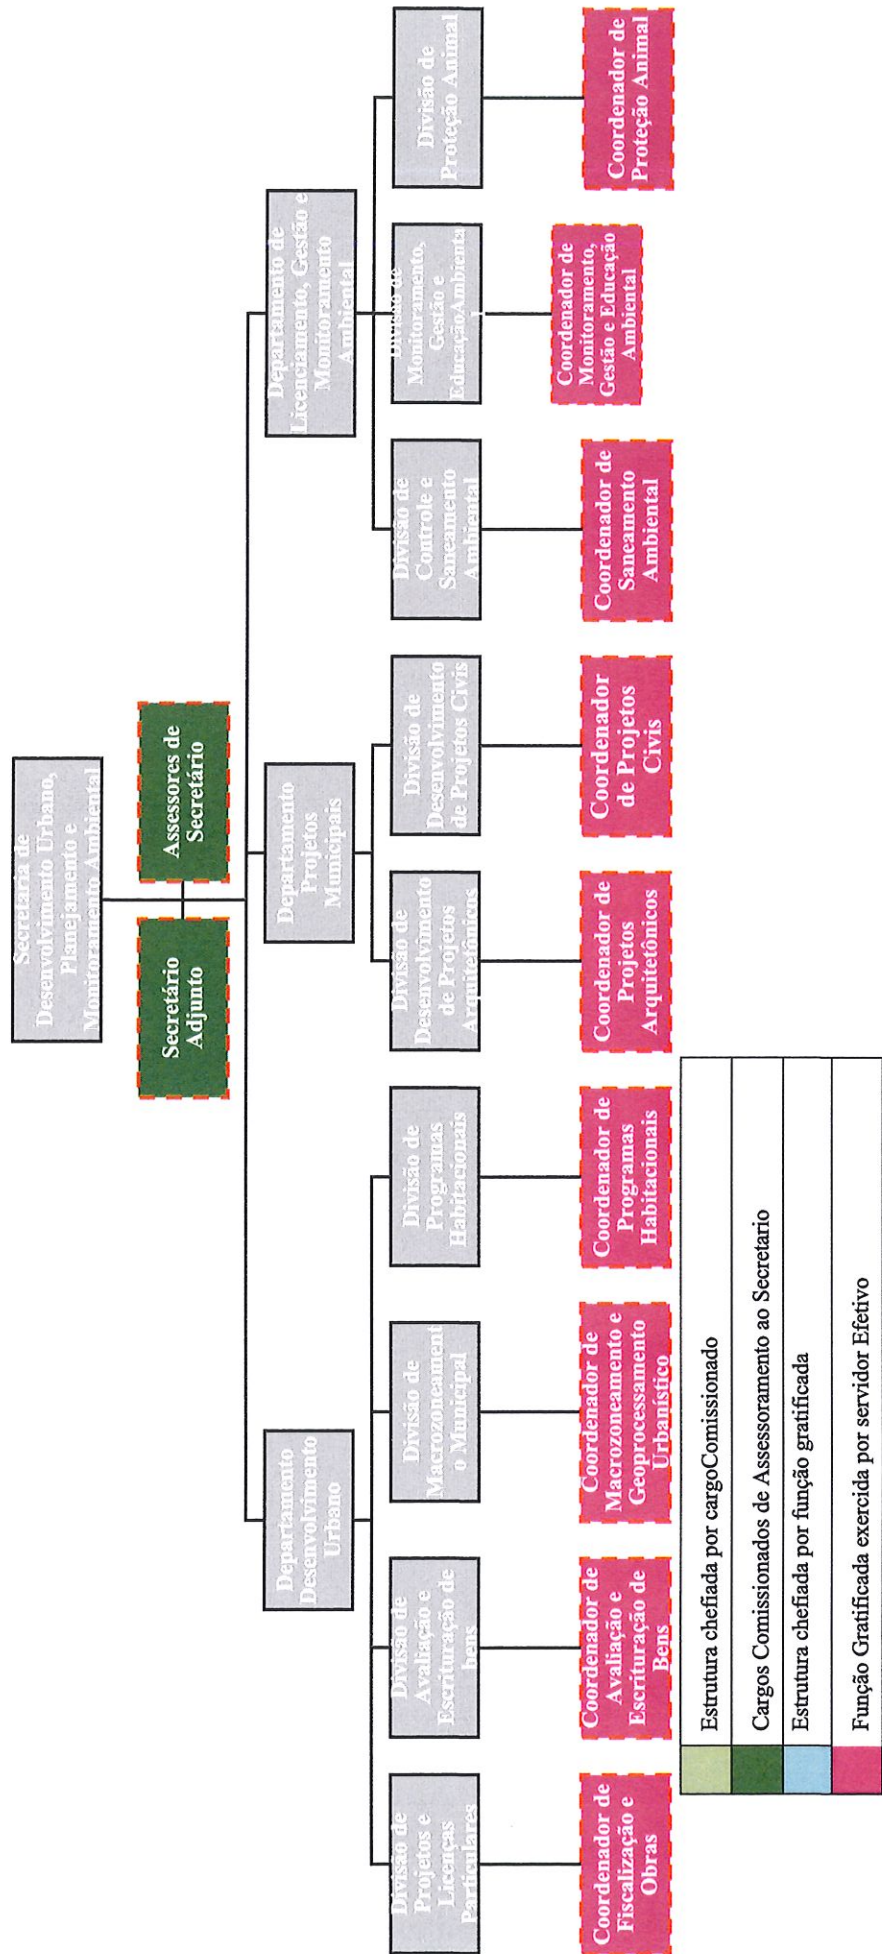 Secretaria de
Desenvolvimento Urbano,
Planejamento e
Monitoramento Ambiental
Secretário
Adjunto
Assessores de
Secretário
Departamento
Desenvolvimento
Urbano
Departamento
Projetos
Municipais
Departamento de
Licenciamento, Gestão e
Monitoramento
Ambiental
Divisão de
Projetos e
Licenças
Particulares
Divisão de
Avaliação e
Escrituração de
bens
Divisão de
Macrozoneament
o Municipal
Divisão de
Programas
Habitacionais
Divisão de
Desenvolvimento
de Projetos
Arquitetônicos
Divisão de
Desenvolvimento
de Projetos Civis
Divisão de
Controle e
Saneamento
Ambiental
Divisão de
Monitoramento,
Gestão e
Educação Ambienta
Divisão de
Proteção Animal
Coordenador de
Fiscalização e
Obras
Coordenador de
Avaliação e
Escrituração de
Bens
Coordenador de
Macrozoneamento e
Geoprocessamento
Urbanístico
Coordenador de
Programas
Habitacionais
Coordenador de
Projetos
Arquitetônicos
Coordenador
de Projetos
Civis
Coordenador de
Saneamento
Ambiental
Coordenador de
Monitoramento,
Gestão e Educação
Ambiental
Coordenador de
Proteção Animal
Estrutura chefiada por cargoComissionado
Cargos Comissionados de Assessoramento ao Secretario
Estrutura chefiada por função gratificada
Função Gratificada exercida por servidor Efetivo